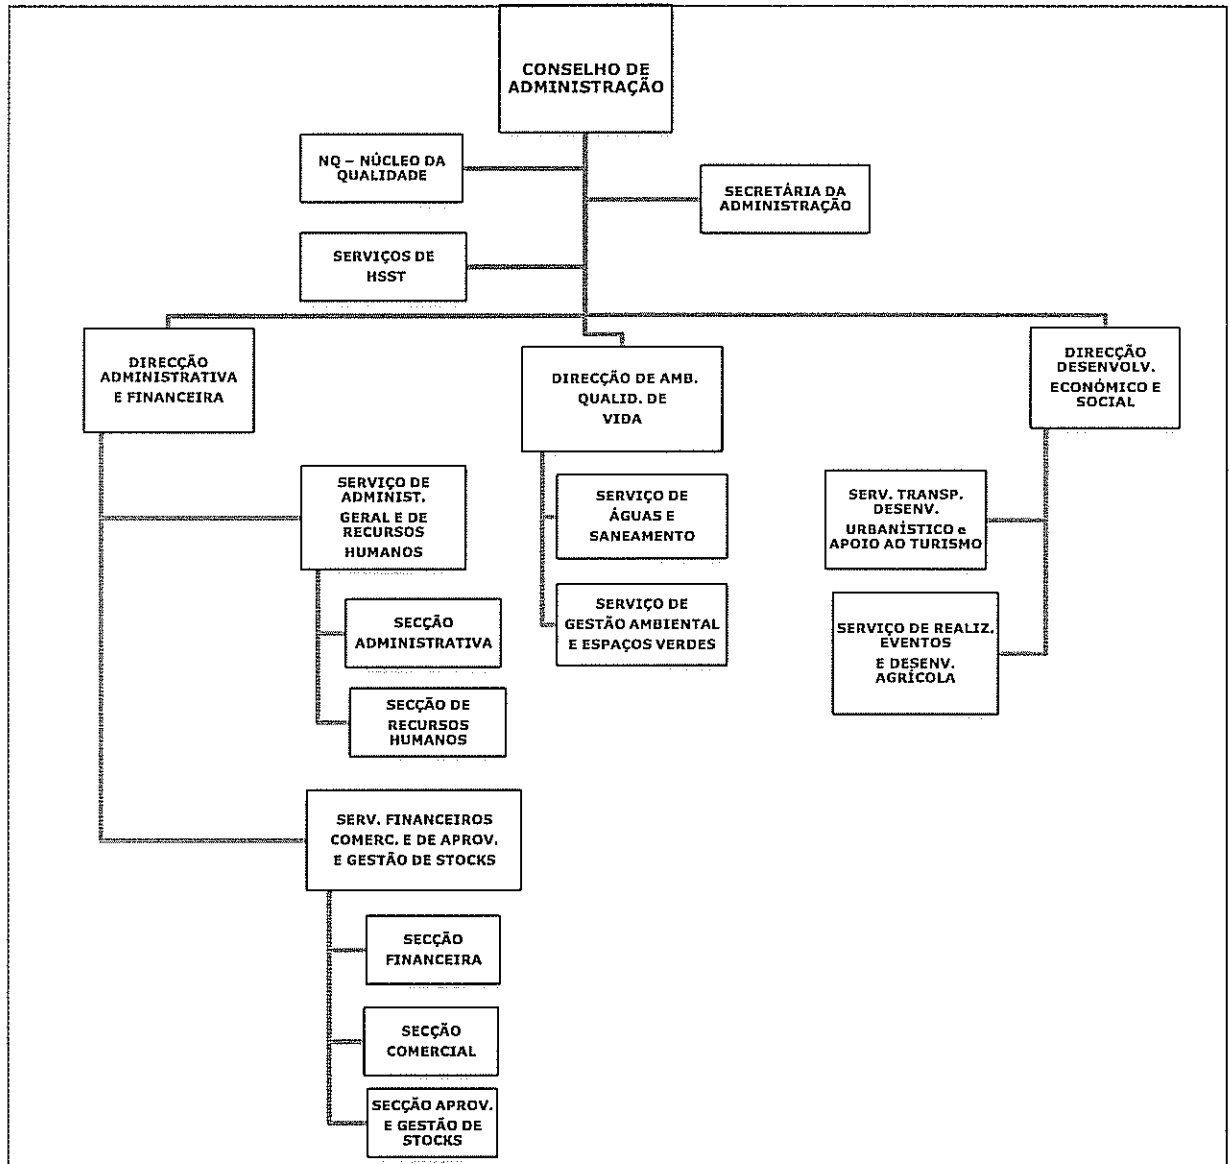 CONSELHO DE
ADMINISTRAÇÃO
NQ – NÚCLEO DA
QUALIDADE
SECRETÁRIA DA
ADMINISTRAÇÃO
SERVIÇOS DE
HSST
DIRECÇÃO
ADMINISTRATIVA
E FINANCEIRA
DIRECÇÃO DE AMB.
QUALID. DE
VIDA
DIRECÇÃO
DESENVOLV.
ECONÓMICO E
SOCIAL
SERVIÇO DE
ADMINIST.
GERAL E DE
RECURSOS
HUMANOS
SERVIÇO DE
ÁGUAS E
SANEAMENTO
SERV. TRANSP.
DESENV.
URBANÍSTICO e
APOIO AO TURISMO
SECÇÃO
ADMINISTRATIVA
SERVIÇO DE
GESTÃO AMBIENTAL
E ESPAÇOS VERDES
SERVIÇO DE REALIZ.
EVENTOS
E DESENV.
AGRÍCOLA
SECÇÃO DE
RECURSOS
HUMANOS
SERV. FINANCEIROS
COMERC. E DE APROV.
E GESTÃO DE STOCKS
SECÇÃO
FINANCEIRA
SECÇÃO
COMERCIAL
SECÇÃO APROV.
E GESTÃO DE
STOCKS